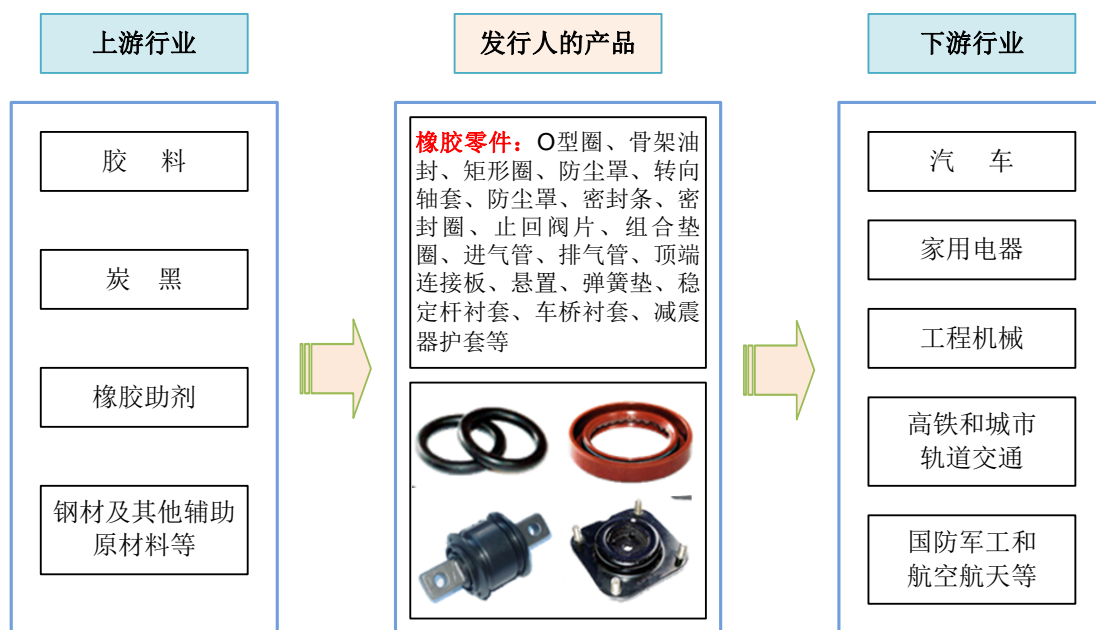 上游行业
发行人的产品
下游行业
胶 料
炭 黑
橡胶助剂
钢材及其他辅助
原材料等
橡胶零件：O型圈、骨架油
封、矩形圈、防尘罩、转向
轴套、防尘罩、密封条、密
封圈、止回阀片、组合垫
圈、进气管、排气管、顶端
连接板、悬置、弹簧垫、稳
定杆衬套、车桥衬套、减震
器护套等
汽 车
家用电器
工程机械
高铁和城市
轨道交通
国防军工和
航空航天等